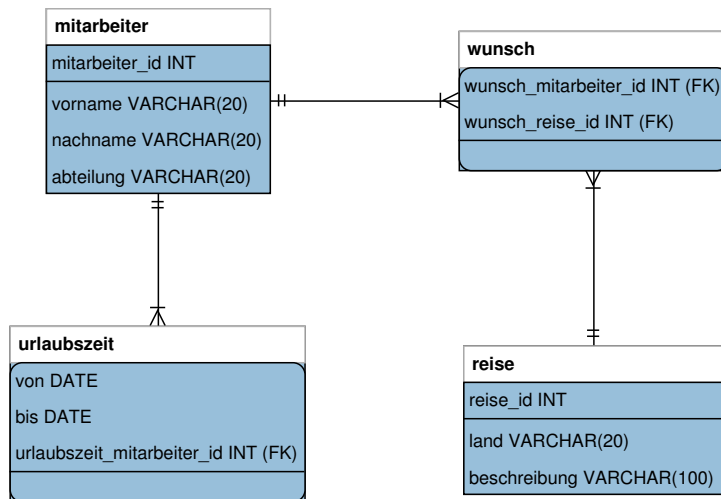 mitarbeiter
mitarbeiter_id INT
vorname VARCHAR(20)
nachname VARCHAR(20)
abteilung VARCHAR(20)
wunsch
wunsch_mitarbeiter_id INT (FK)
wunsch_reise_id INT (FK)
urlaubszeit
von DATE
bis DATE
urlaubszeit_mitarbeiter_id INT (FK)
reise
reise_id INT
land VARCHAR(20)
beschreibung VARCHAR(100)